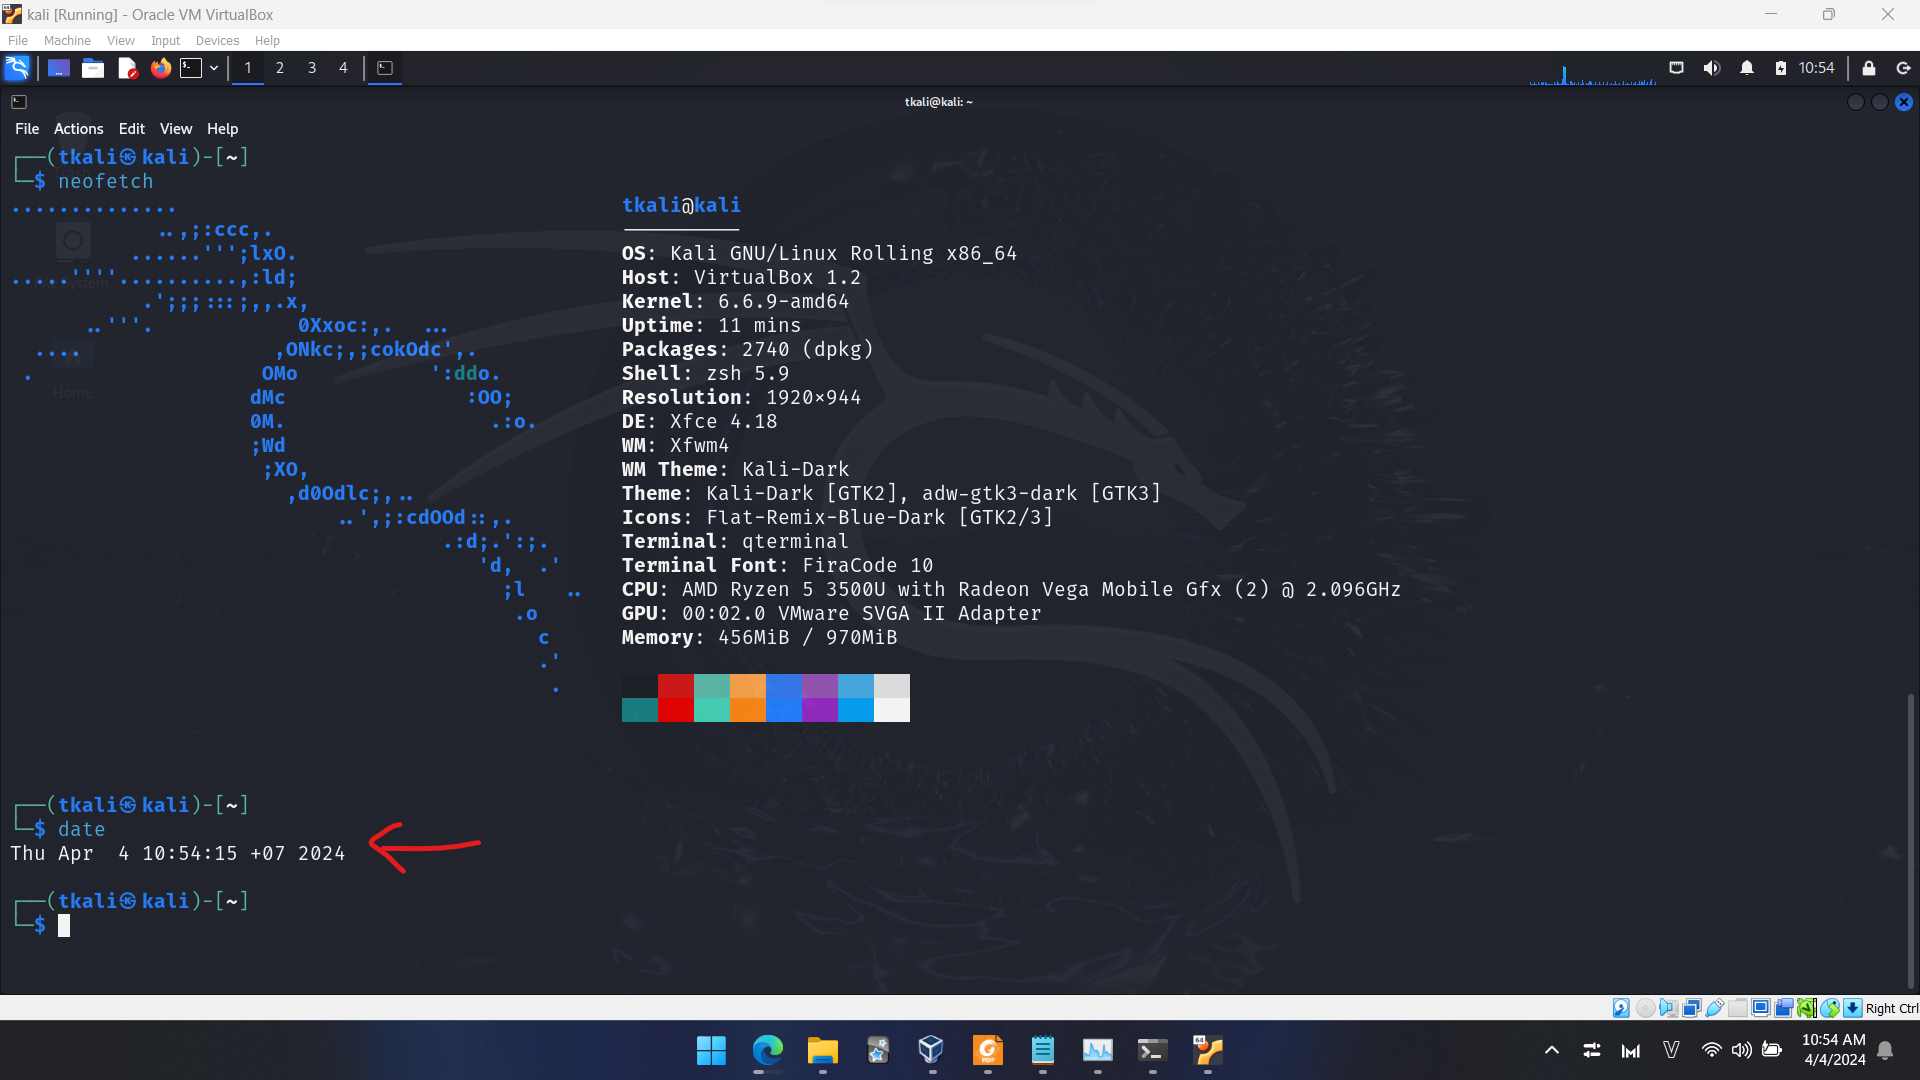 kali [Running] - Oracle VM VirtualBox
File Machine View Input Devices Help
1 2 3 4 10:54
tkali@kali: ~
File Actions Edit View Help
┌──(tkali㉿kali)-[~]
└─$ neofetch
..............
..,;:ccc,.
......''';lxO.
.....''''..........,:ld;
.';;;:::;,,.x,
..'''. 0Xxoc:,. ...
.... ,ONkc;,;cokOdc',.
. OMo ':ddo.
dMc :OO;
0M. .:o.
;Wd
;XO,
,d0Odlc;,..
..',;:cdOOd::,.
.:d;.':;.
'd, .'
;l ..
.o
c
.'
.
tkali@kali
----------
OS: Kali GNU/Linux Rolling x86_64
Host: VirtualBox 1.2
Kernel: 6.6.9-amd64
Uptime: 11 mins
Packages: 2740 (dpkg)
Shell: zsh 5.9
Resolution: 1920×944
DE: Xfce 4.18
WM: Xfwm4
WM Theme: Kali-Dark
Theme: Kali-Dark [GTK2], adw-gtk3-dark [GTK3]
Icons: Flat-Remix-Blue-Dark [GTK2/3]
Terminal: qterminal
Terminal Font: FiraCode 10
CPU: AMD Ryzen 5 3500U with Radeon Vega Mobile Gfx (2) @ 2.096GHz
GPU: 00:02.0 VMware SVGA II Adapter
Memory: 456MiB / 970MiB
Home
┌──(tkali㉿kali)-[~]
└─$ date
Thu Apr  4 10:54:15 +07 2024
┌──(tkali㉿kali)-[~]
└─$
Right Ctrl
10:54 AM
4/4/2024